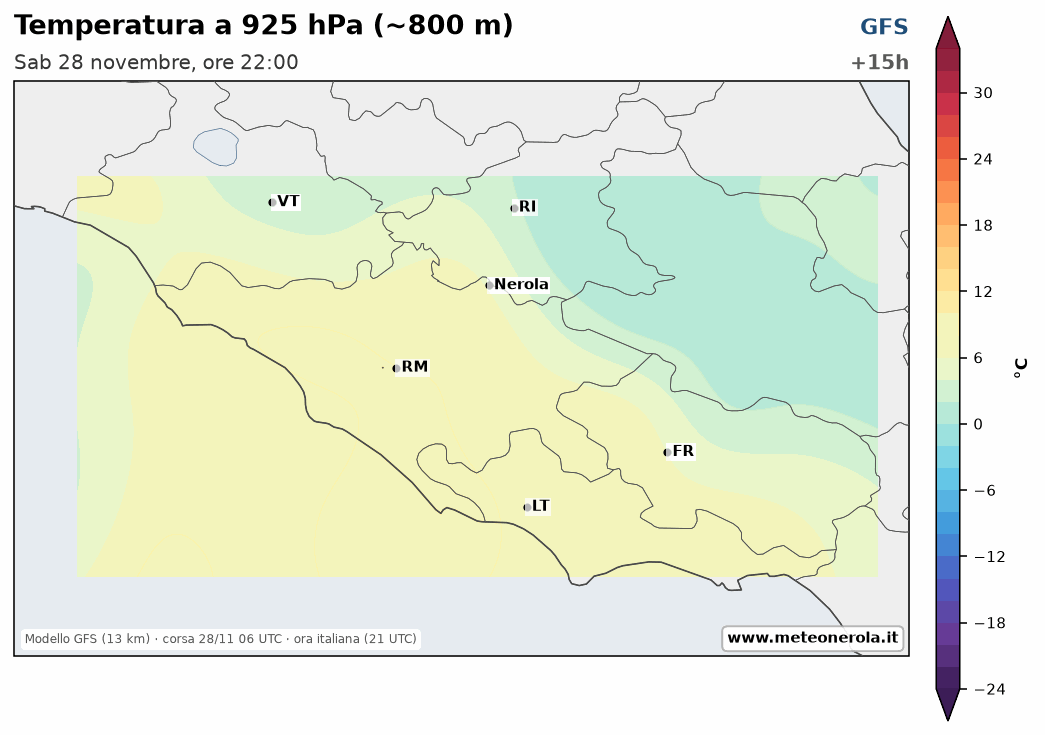 Temperatura a 925 hPa (~800 m)
GFS
Sab 28 novembre, ore 22:00
+15h
VT
RI
Nerola
RM
FR
LT
30
24
18
12
6
0
−6
−12
−18
−24
°C
Modello GFS (13 km) · corsa 28/11 06 UTC · ora italiana (21 UTC)
www.meteonerola.it